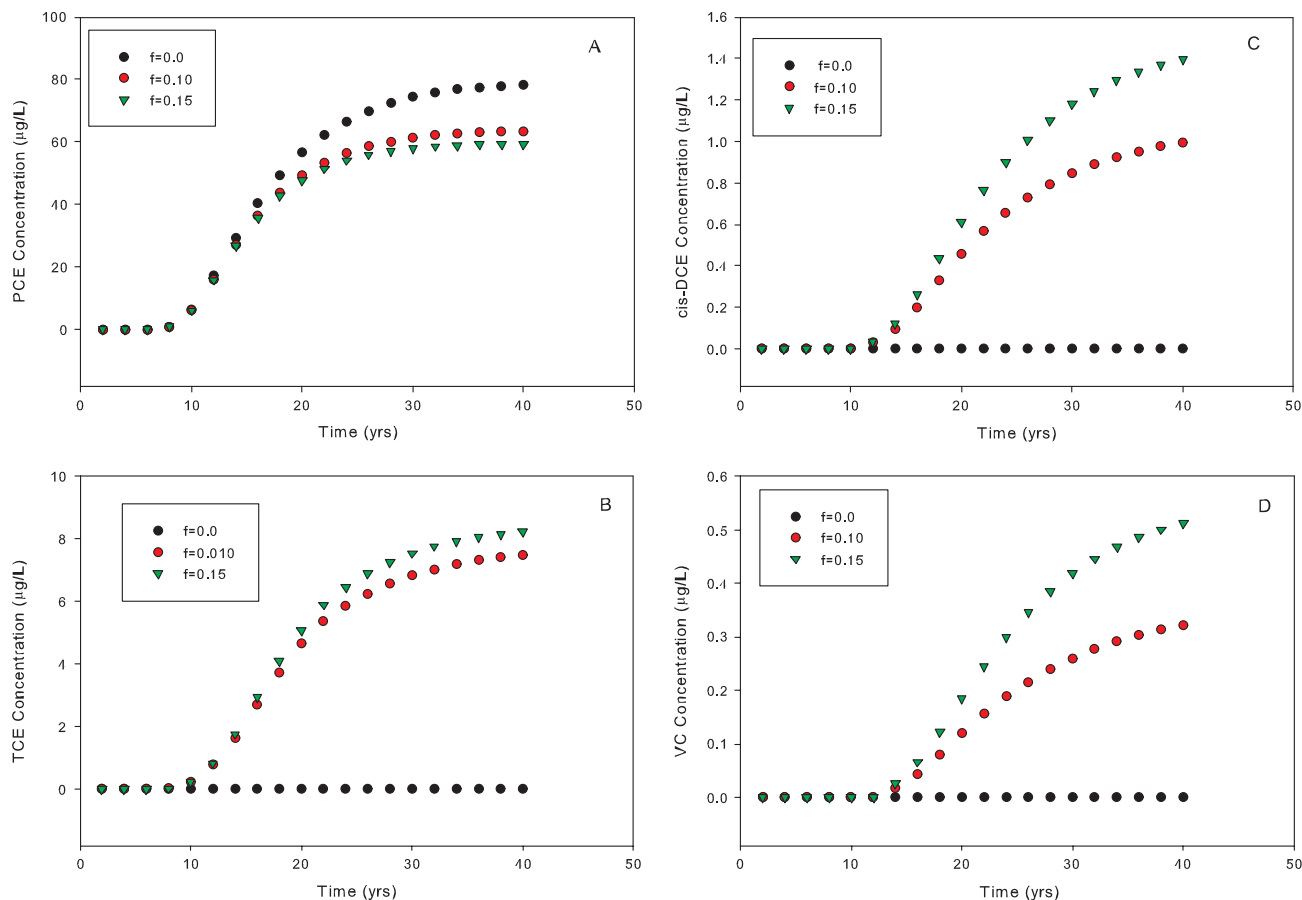 A
f=0.0
f=0.10
f=0.15
PCE Concentration (µg/L)
100
80
60
40
20
0
0 10 20 30 40 50
Time (yrs)
C
f=0.0
f=0.10
f=0.15
cis-DCE Concentration (µg/L)
1.6
1.4
1.2
1.0
0.8
0.6
0.4
0.2
0.0
0 10 20 30 40 50
Time (yrs)
B
f=0.0
f=0.010
f=0.15
TCE Concentration (µg/L)
10
8
6
4
2
0
0 10 20 30 40 50
Time (yrs)
D
f=0.0
f=0.10
f=0.15
VC Concentration (µg/L)
0.6
0.5
0.4
0.3
0.2
0.1
0.0
0 10 20 30 40 50
Time (yrs)